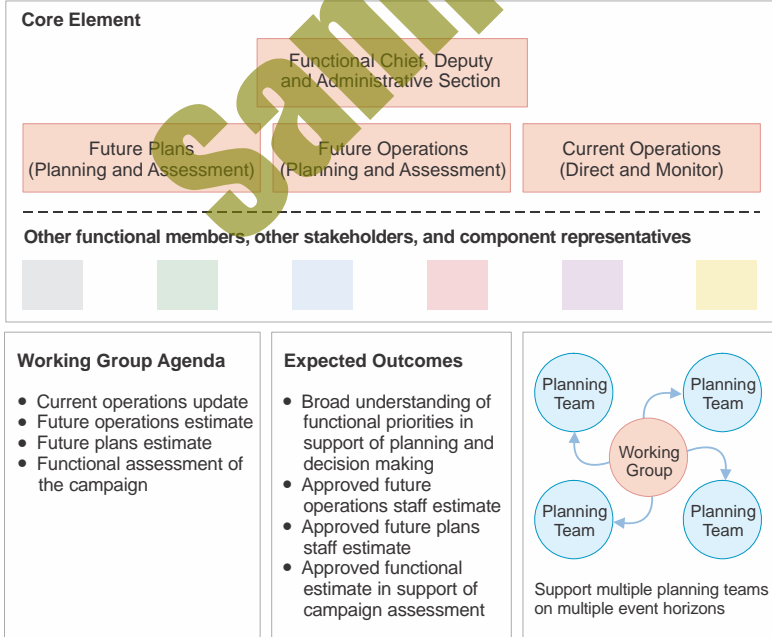 Core Element
Functional Chief, Deputy
and Administrative Section
Future Plans
(Planning and Assessment)
Future Operations
(Planning and Assessment)
Current Operations
(Direct and Monitor)
Other functional members, other stakeholders, and component representatives
Working Group Agenda
• Current operations update
• Future operations estimate
• Future plans estimate
• Functional assessment of
the campaign
Expected Outcomes
• Broad understanding of
functional priorities in
support of planning and
decision making
• Approved future
operations staff estimate
• Approved future plans
staff estimate
• Approved functional
estimate in support of
campaign assessment
Planning
Team
Planning
Team
Working
Group
Planning
Team
Planning
Team
Support multiple planning teams
on multiple event horizons